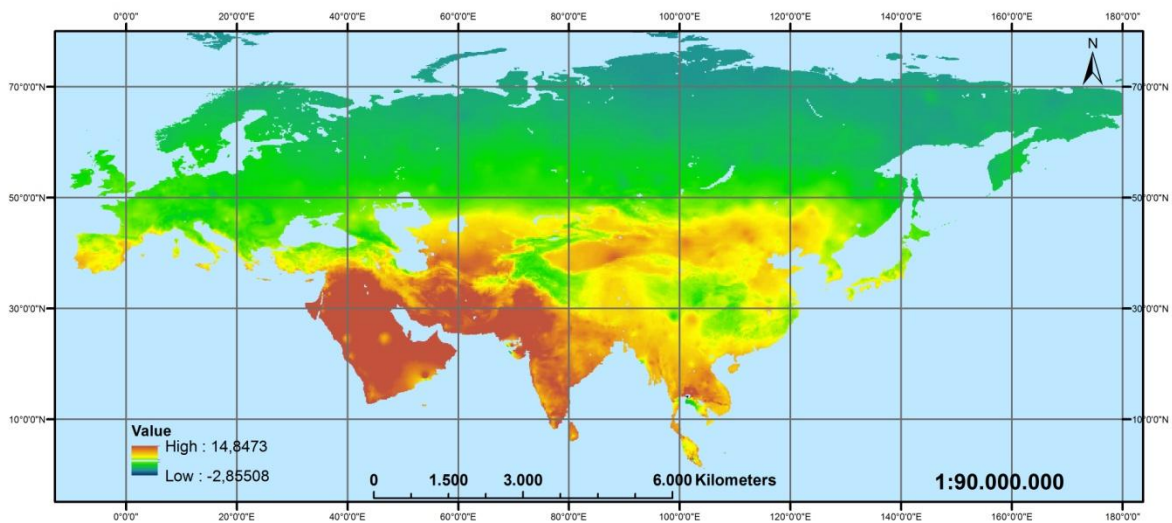 0°0'0" 20°0'0"E 40°0'0"E 60°0'0"E 80°0'0"E 100°0'0"E 120°0'0"E 140°0'0"E 160°0'0"E 180°0'0"
N
70°0'0"N 70°0'0"N
50°0'0"N 50°0'0"N
30°0'0"N 30°0'0"N
10°0'0"N 10°0'0"N
Value
High : 14,8473
Low : -2,85508
0 1.500 3.000 6.000 Kilometers
1:90.000.000
0°0'0" 20°0'0"E 40°0'0"E 60°0'0"E 80°0'0"E 100°0'0"E 120°0'0"E 140°0'0"E 160°0'0"E 180°0'0"